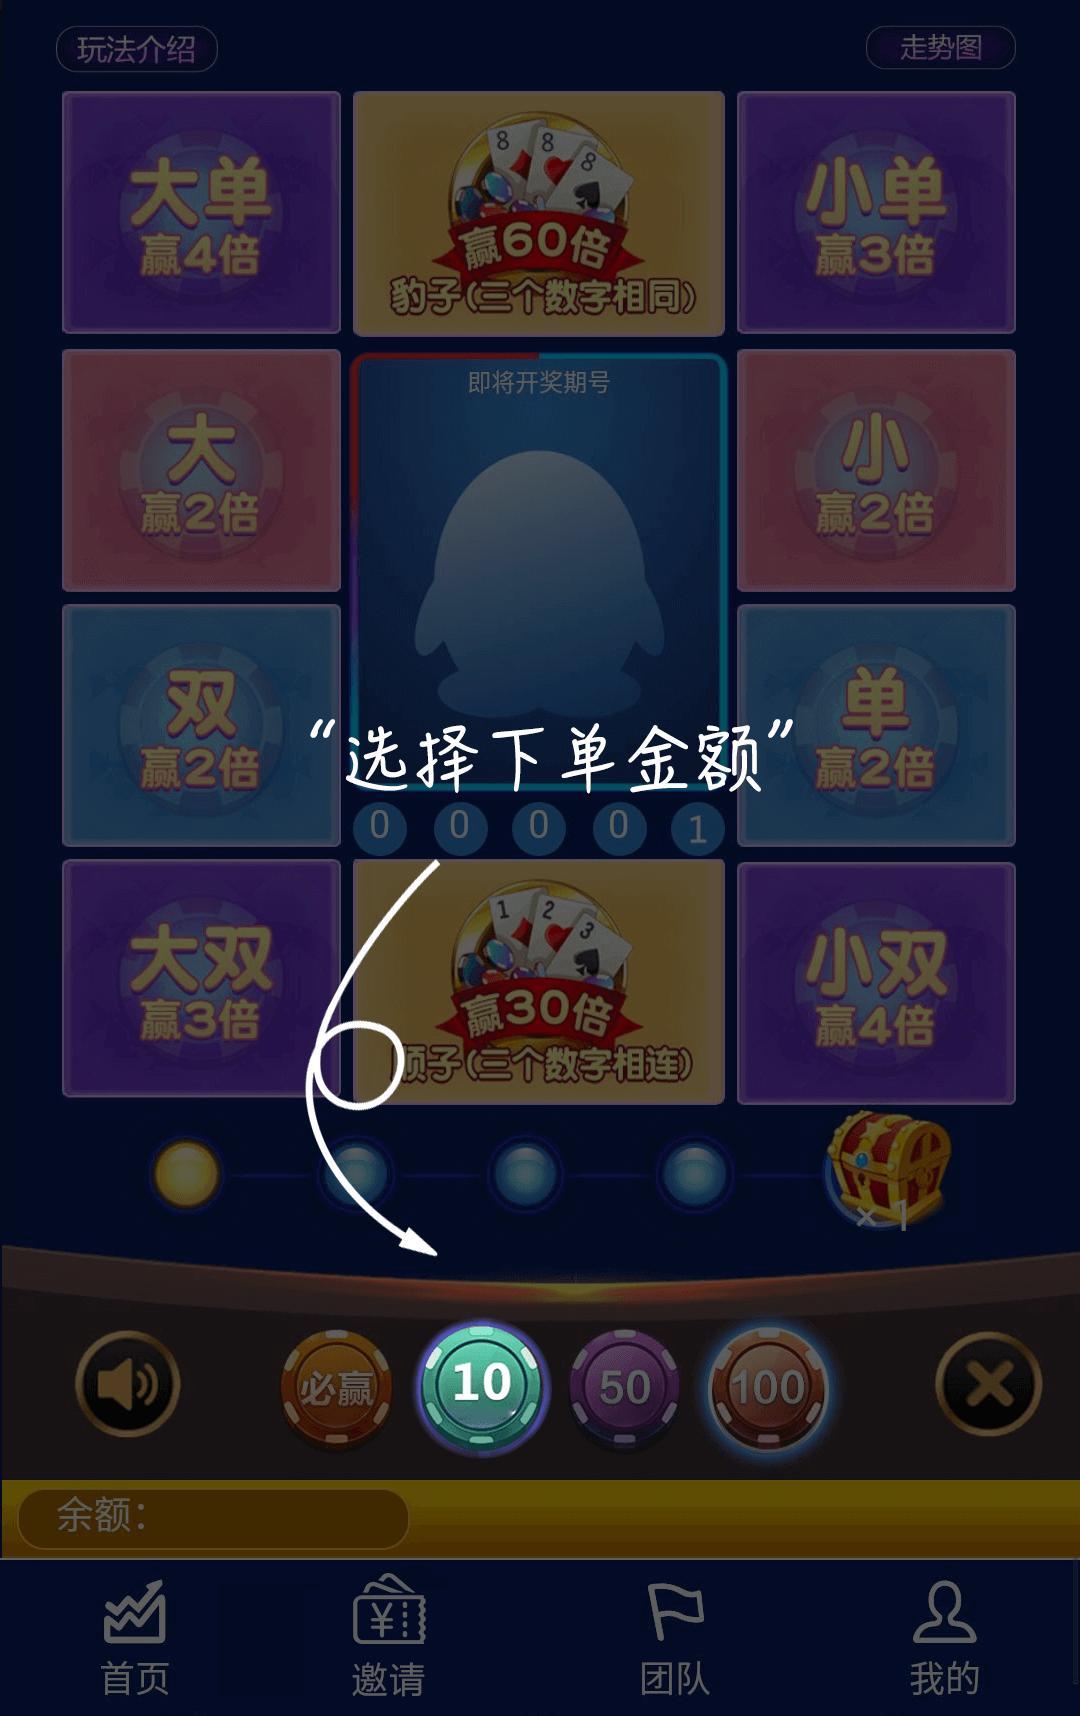 玩法介绍
走势图
大单
赢4倍
8 8 8
赢60倍
豹子(三个数字相同)
小单
赢3倍
大
赢2倍
即将开奖期号
小
赢2倍
双
赢2倍
单
赢2倍
“选择下单金额”
0 0 0 0 1
大双
赢3倍
1 2 3
赢30倍
顺子(三个数字相连)
小双
赢4倍
×1
必赢
10
50
100
余额:
首页
邀请
团队
我的